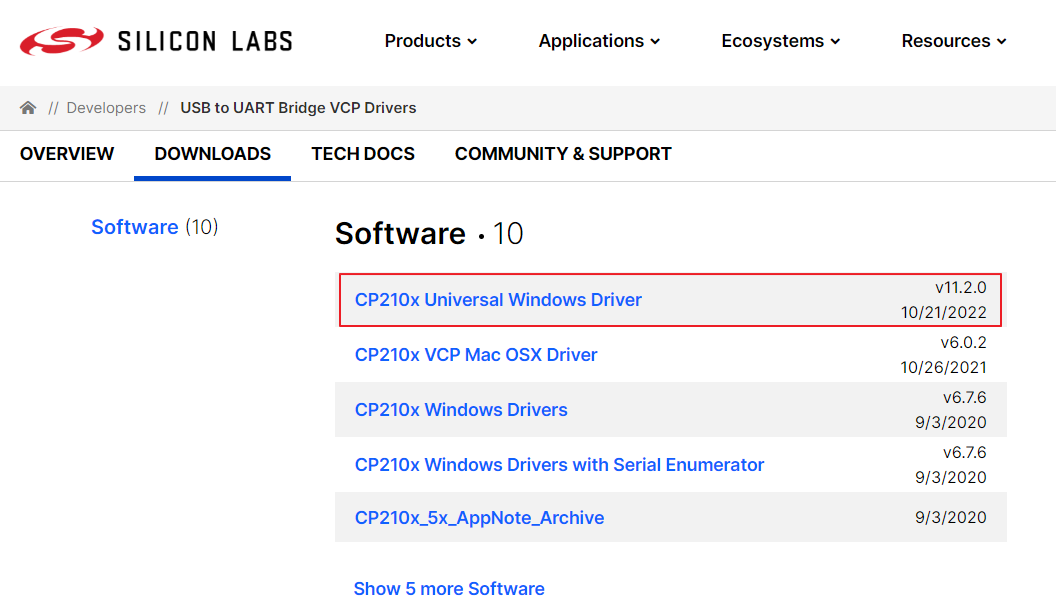 SILICON LABS
Products
Applications
Ecosystems
Resources
// Developers // USB to UART Bridge VCP Drivers
OVERVIEW
DOWNLOADS
TECH DOCS
COMMUNITY & SUPPORT
Software (10)
Software • 10
CP210x Universal Windows Driver
v11.2.0
10/21/2022
CP210x VCP Mac OSX Driver
v6.0.2
10/26/2021
CP210x Windows Drivers
v6.7.6
9/3/2020
CP210x Windows Drivers with Serial Enumerator
v6.7.6
9/3/2020
CP210x_5x_AppNote_Archive
9/3/2020
Show 5 more Software